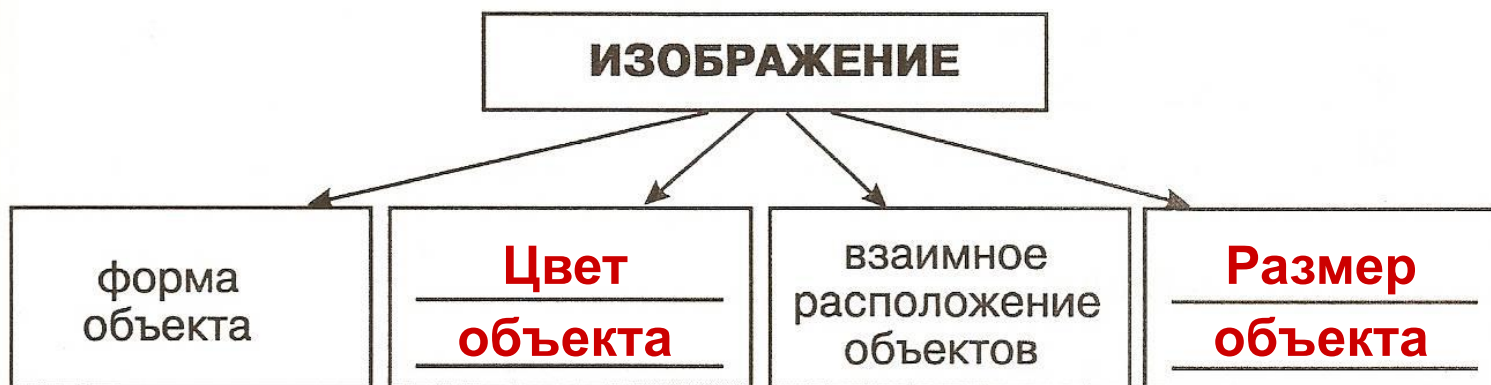 ИЗОБРАЖЕНИЕ
форма
объекта
Цвет
объекта
взаимное
расположение
объектов
Размер
объекта